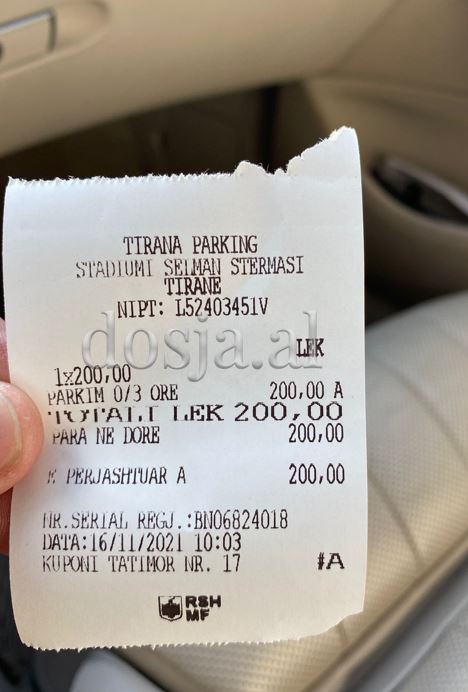 TIRANA PARKING
STADIUMI SELMAN STERMASI
TIRANE
NIPT: L52403451V
dosja.al
LEK
1x200,00
PARKIM 0/3 ORE 200,00 A
TOTALI LEK 200,00
PARA NE DORE 200,00
E PERJASHTUAR A 200,00
NR.SERIAL REGJ.:BN06824018
DATA:16/11/2021 10:03
KUPONI TATIMOR NR. 17 #A
RSH
MF